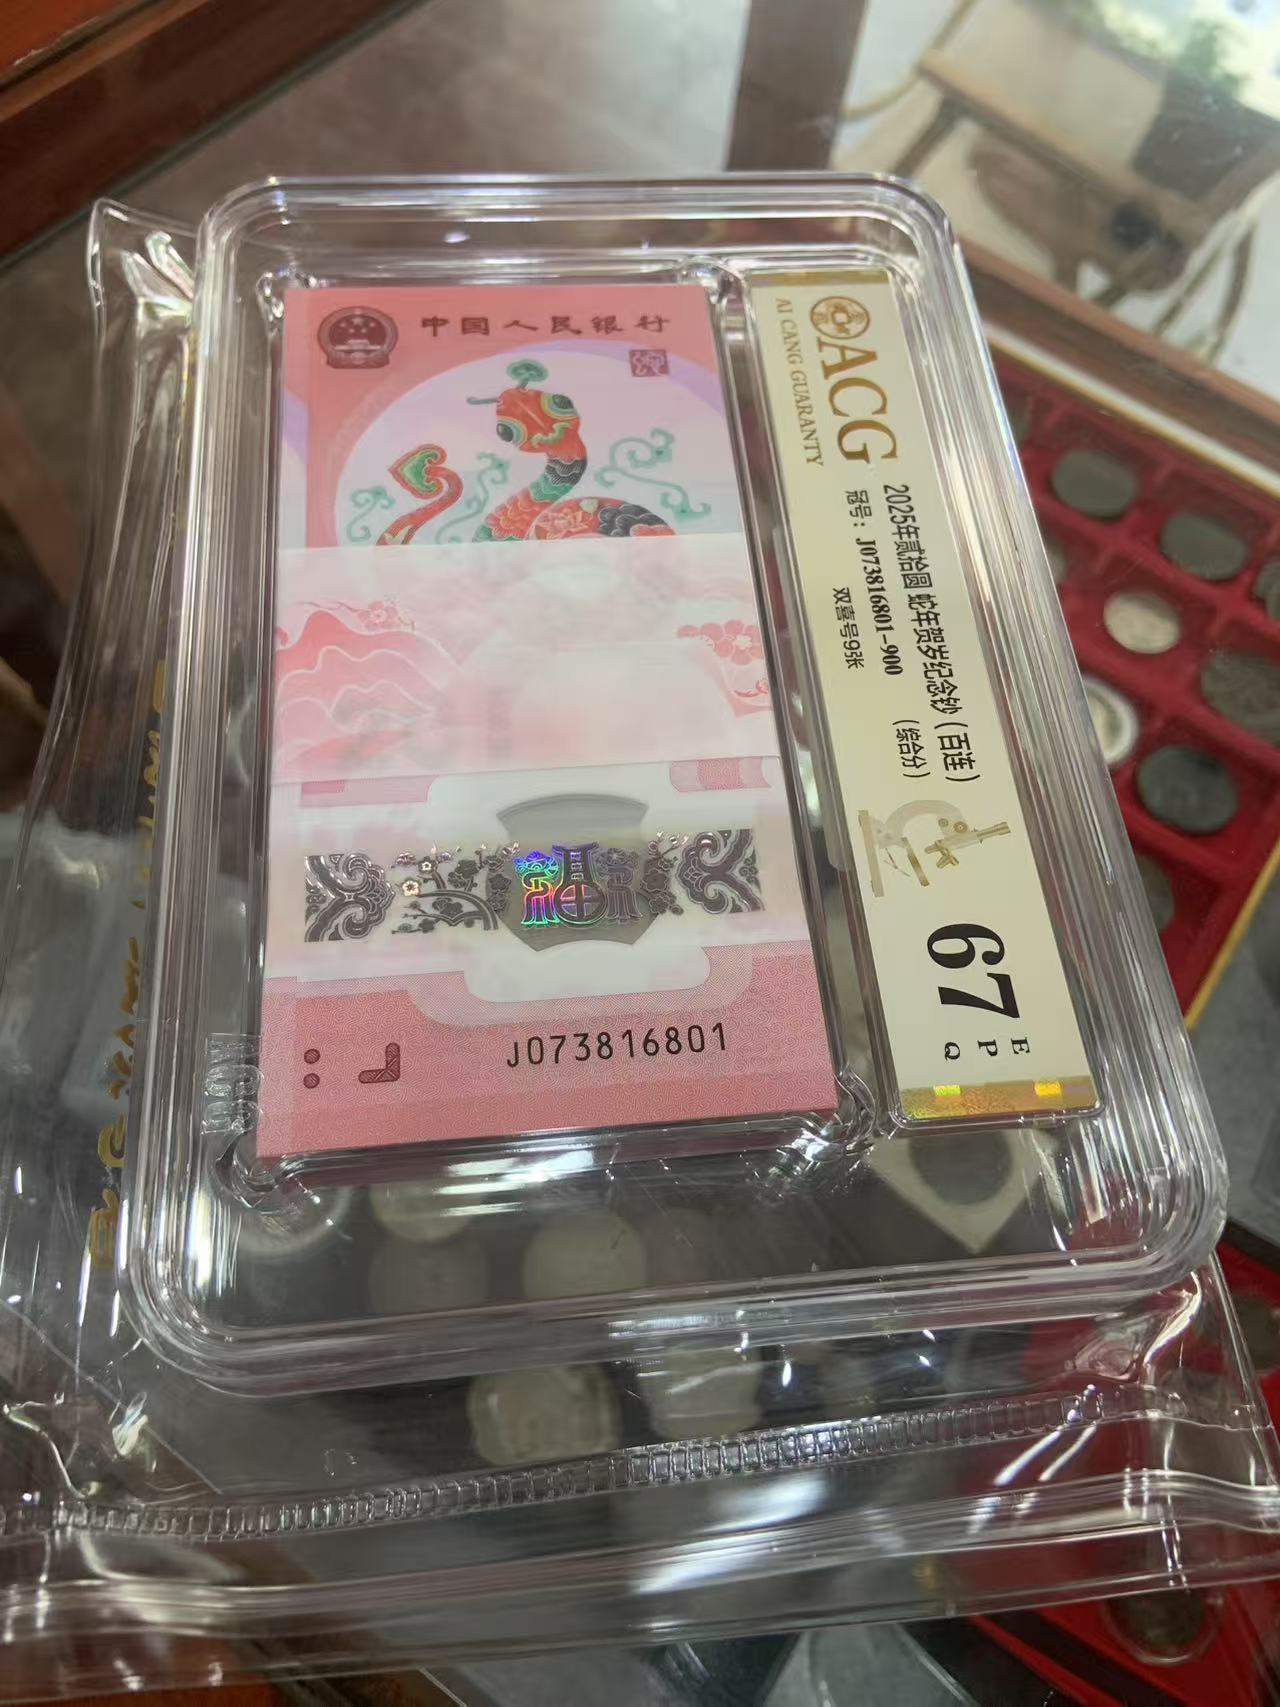 中国人民银行
J073816801
ACG
AI CANG GUARANTY
2025年贰拾圆 蛇年贺岁纪念钞（百连）
冠号：J073816801-900 （综合分）
双喜号9张
67 E
P
Q